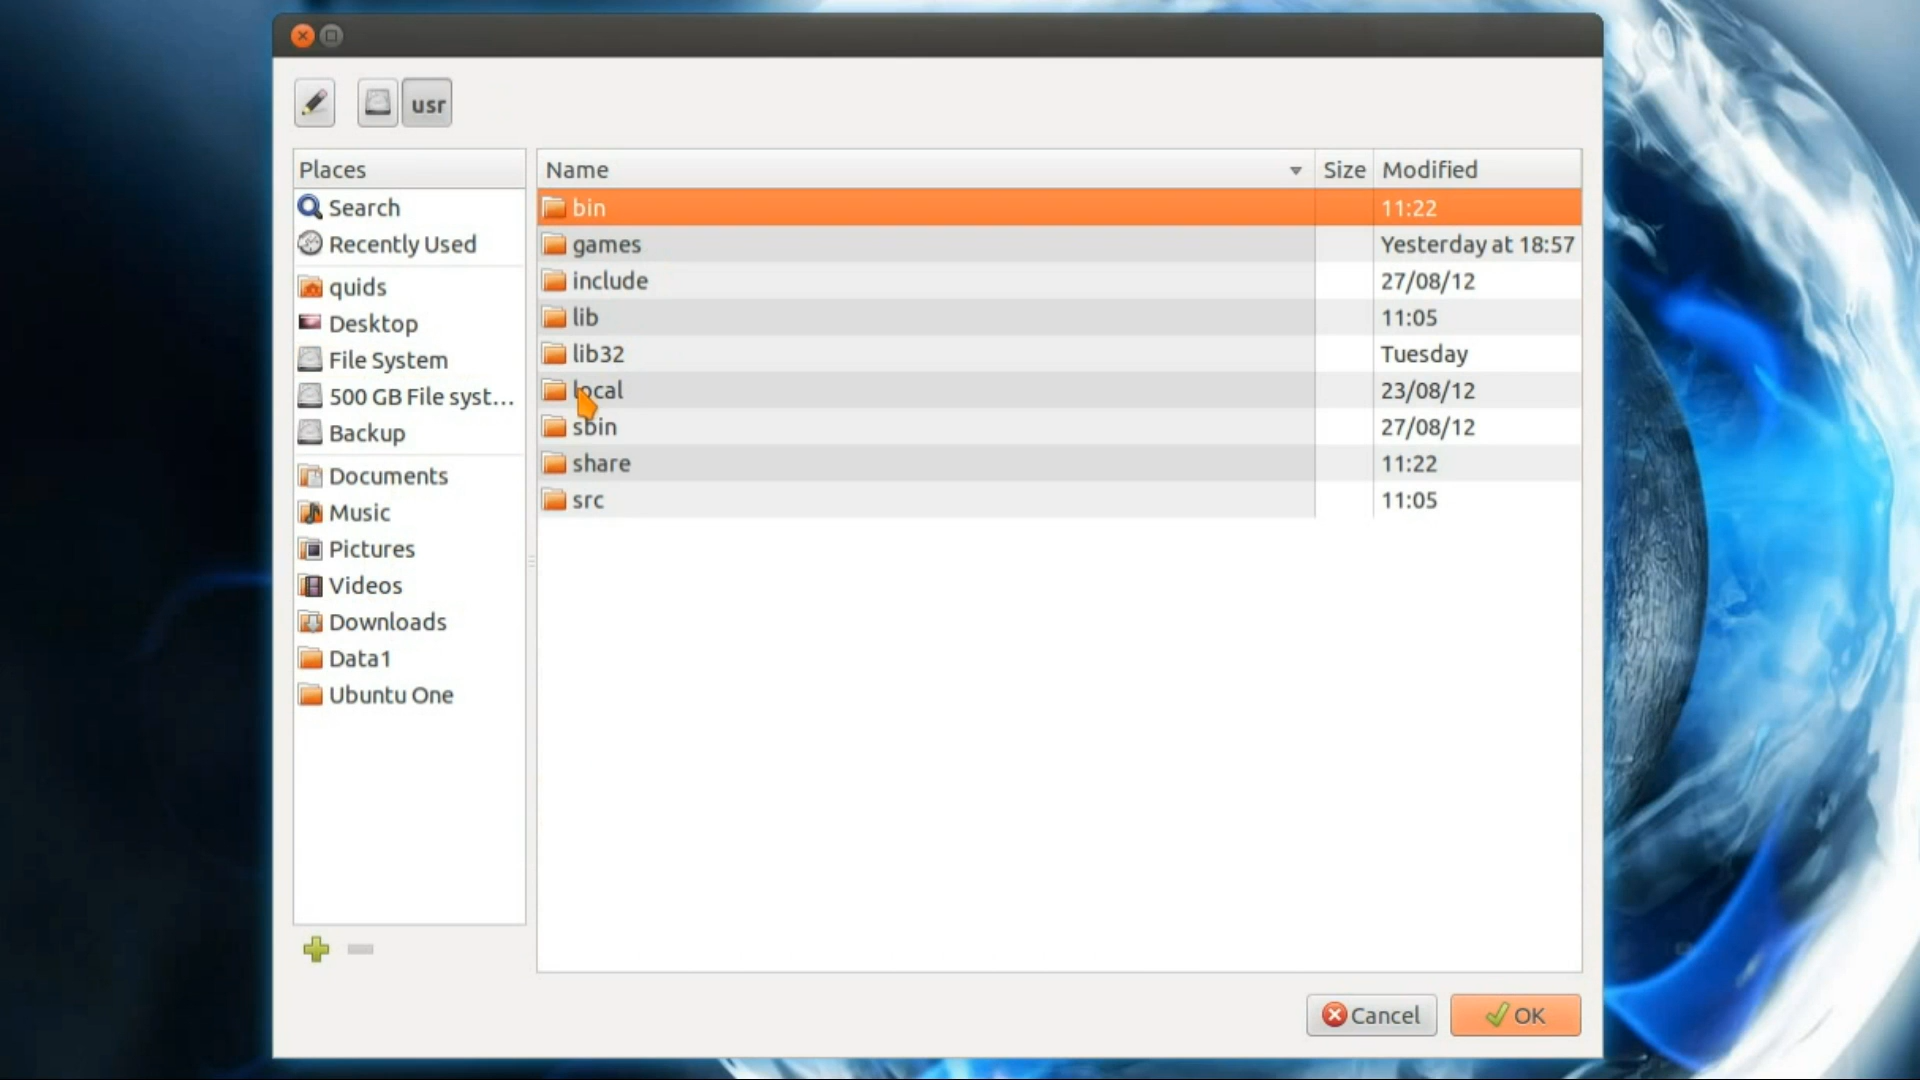 usr
Places
Search
Recently Used
quids
Desktop
File System
500 GB File syst...
Backup
Documents
Music
Pictures
Videos
Downloads
Data1
Ubuntu One
Name Size Modified
bin 11:22
games Yesterday at 18:57
include 27/08/12
lib 11:05
lib32 Tuesday
local 23/08/12
sbin 27/08/12
share 11:22
src 11:05
Cancel OK